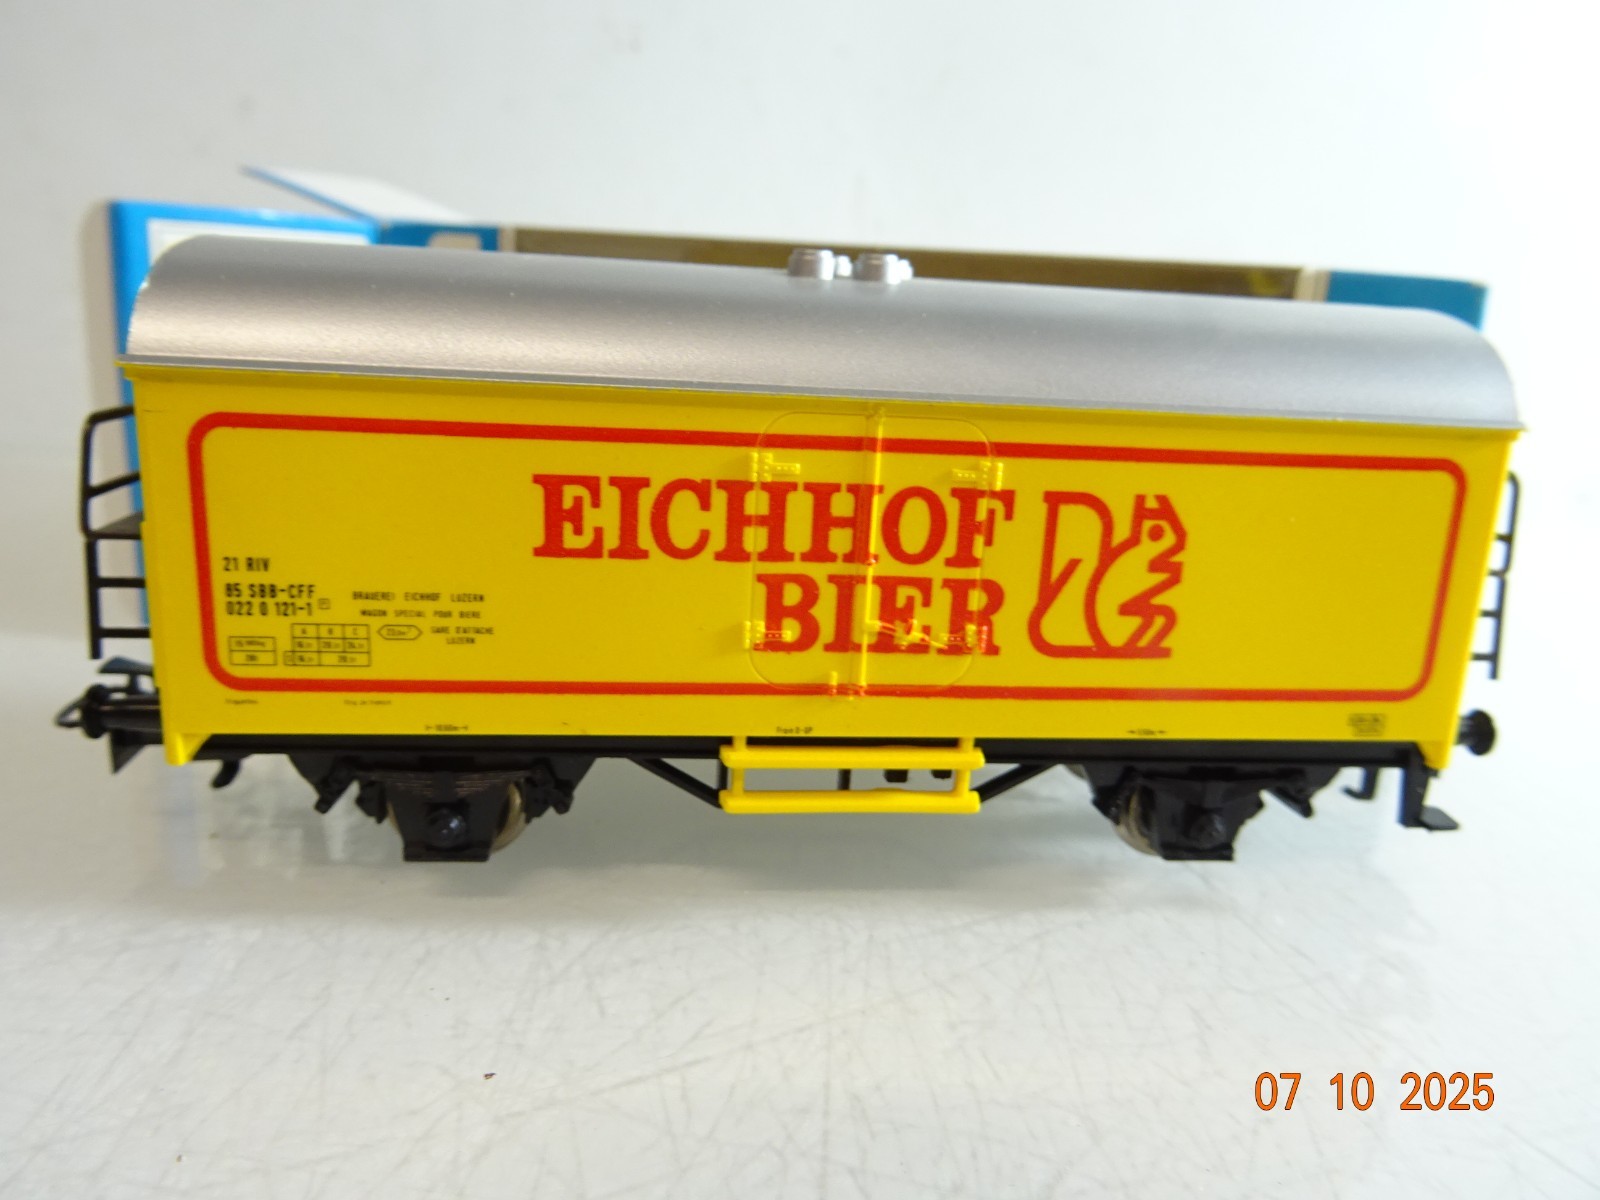 EICHHOF
BIER
21 RIV
85 SBB-CFF
022 0 121-1 P
BRAUEREI EICHHOF LUZERN
WAGON SPECIAL POUR BIERE
GARE D'ATTACHE
LUZERN
A B C
07 10 2025